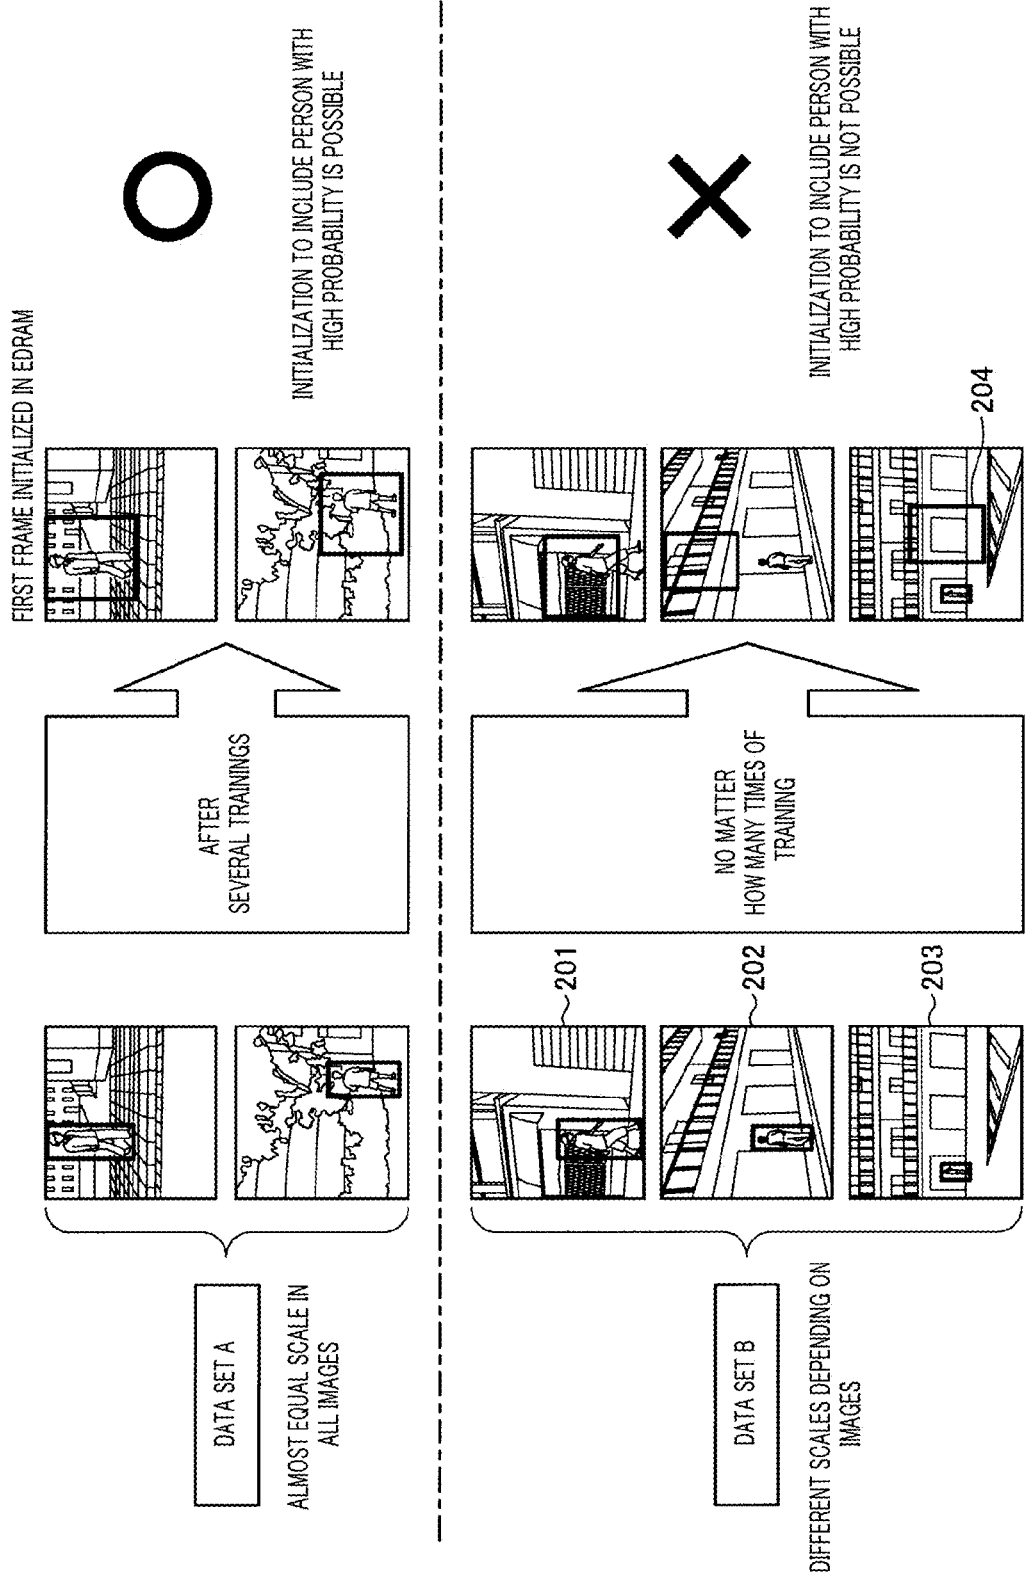 FIRST FRAME INITIALIZED IN EDRAM
DATA SET A
ALMOST EQUAL SCALE IN
ALL IMAGES
AFTER
SEVERAL TRAININGS
INITIALIZATION TO INCLUDE PERSON WITH
HIGH PROBABILITY IS POSSIBLE
DATA SET B
DIFFERENT SCALES DEPENDING ON
IMAGES
201
202
203
NO MATTER
HOW MANY TIMES OF
TRAINING
204
INITIALIZATION TO INCLUDE PERSON WITH
HIGH PROBABILITY IS NOT POSSIBLE